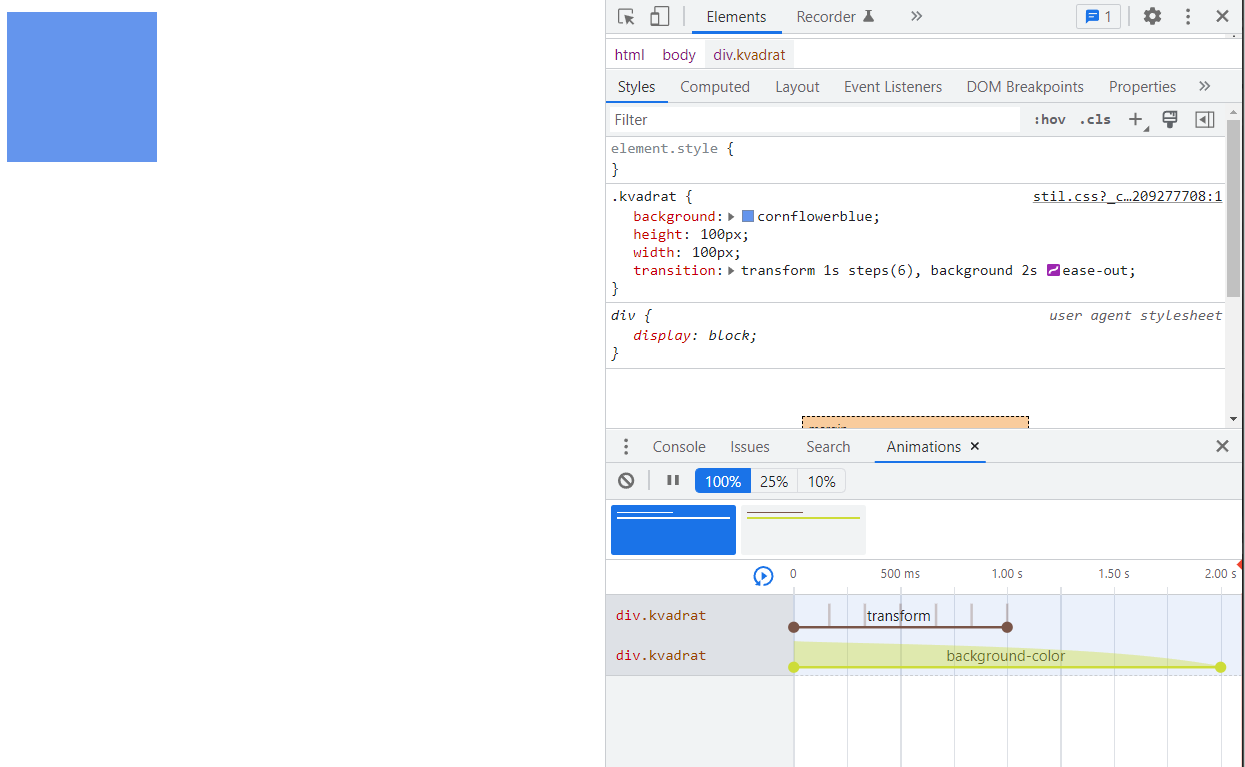 Elements Recorder 1
html body div.kvadrat
Styles Computed Layout Event Listeners DOM Breakpoints Properties
Filter :hov .cls
element.style {
}
.kvadrat { stil.css?_c…209277708:1
background: cornflowerblue;
height: 100px;
width: 100px;
transition: transform 1s steps(6), background 2s ease-out;
}
div { user agent stylesheet
display: block;
}
Console Issues Search Animations
100% 25% 10%
0 500 ms 1.00 s 1.50 s 2.00 s
div.kvadrat transform
div.kvadrat background-color